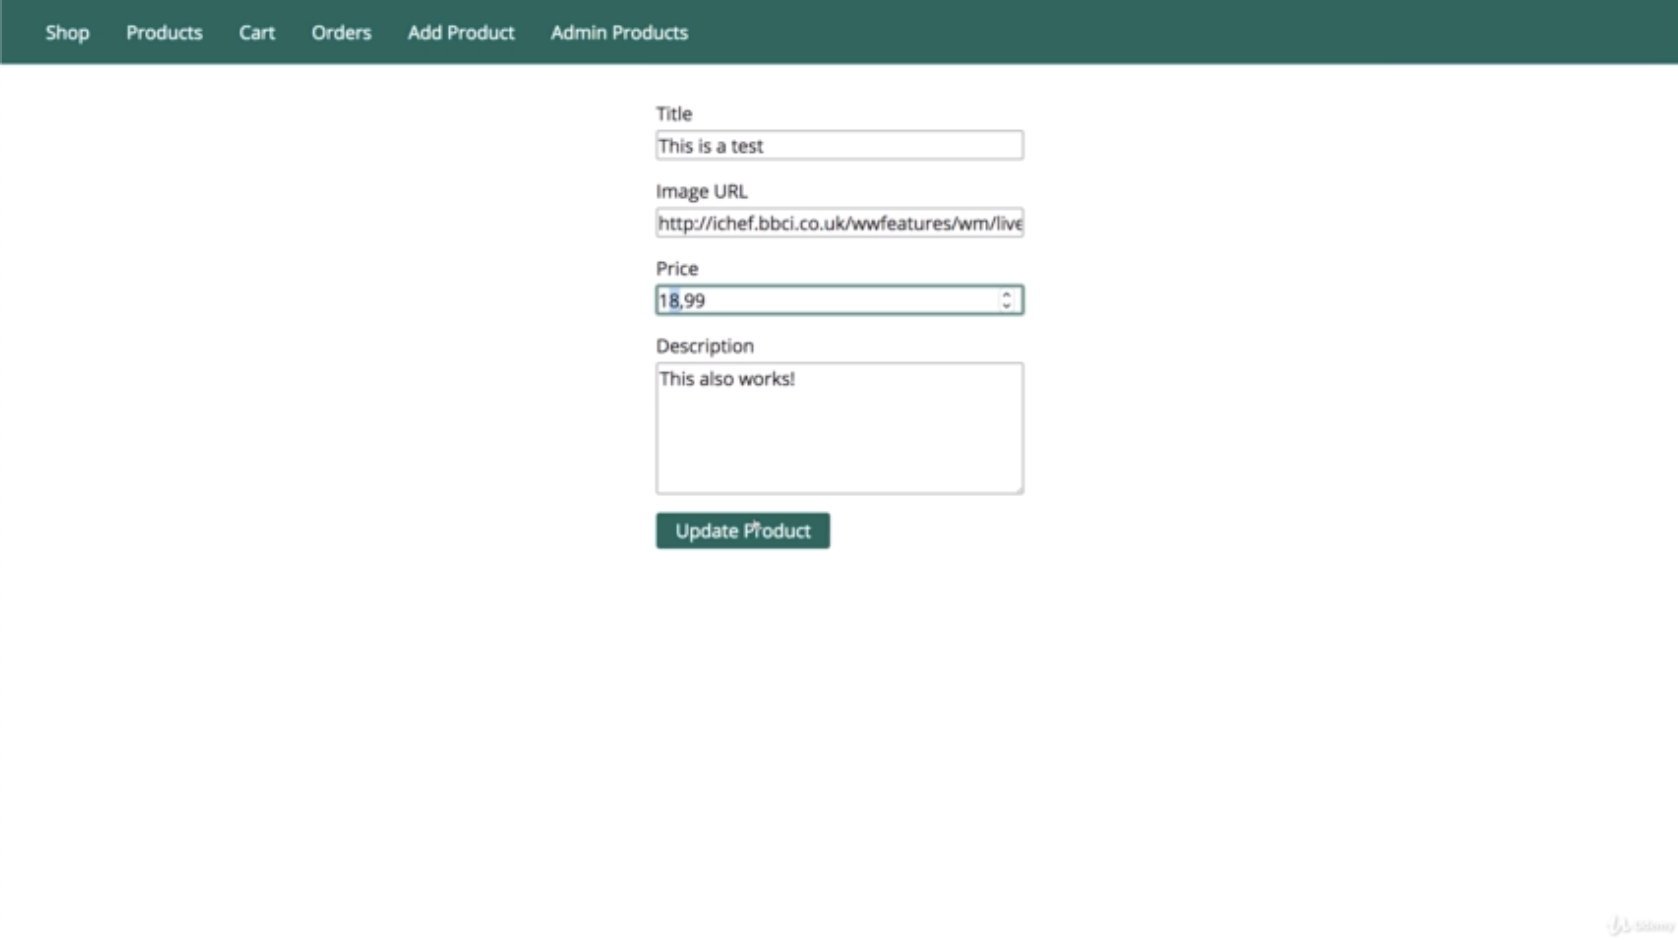 Shop Products Cart Orders Add Product Admin Products
Title
This is a test
Image URL
http://ichef.bbci.co.uk/wwfeatures/wm/live
Price
18,99
Description
This also works!
Update Product
Udemy